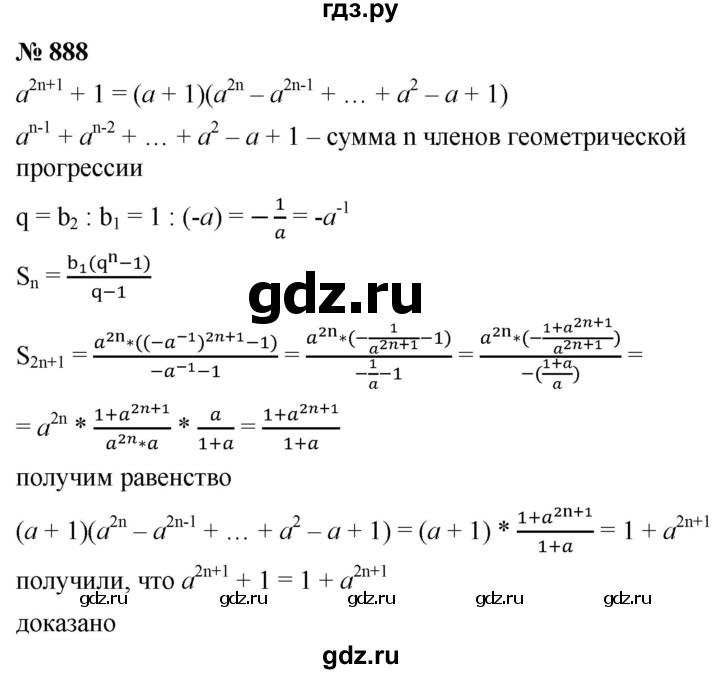 гдз.ру
№ 888
a^{2n+1} + 1 = (a + 1)(a^{2n} – a^{2n-1} + … + a^2 – a + 1)
a^{n-1} + a^{n-2} + … + a^2 – a + 1 – сумма n членов геометрической
прогрессии
q = b_2 : b_1 = 1 : (-a) = −\frac{1}{a} = -a^{-1}
S_n = \frac{b_1(q^n−1)}{q−1}
gdz.ru
S_{2n+1} = \frac{a^{2n}*((−a^{−1})^{2n+1}−1)}{−a^{−1}−1} = \frac{a^{2n}*(−\frac{1}{a^{2n+1}}−1)}{−\frac{1}{a}−1} = \frac{a^{2n}*(−\frac{1+a^{2n+1}}{a^{2n+1}})}{−(\frac{1+a}{a})} =
= a^{2n} * \frac{1+a^{2n+1}}{a^{2n}*a} * \frac{a}{1+a} = \frac{1+a^{2n+1}}{1+a}
получим равенство
(a + 1)(a^{2n} – a^{2n-1} + … + a^2 – a + 1) = (a + 1) * \frac{1+a^{2n+1}}{1+a} = 1 + a^{2n+1}
получили, что a^{2n+1} + 1 = 1 + a^{2n+1}
gdz.ru gdz.ru gdz.ru gdz.ru gdz.ru
доказано
gdz.ru